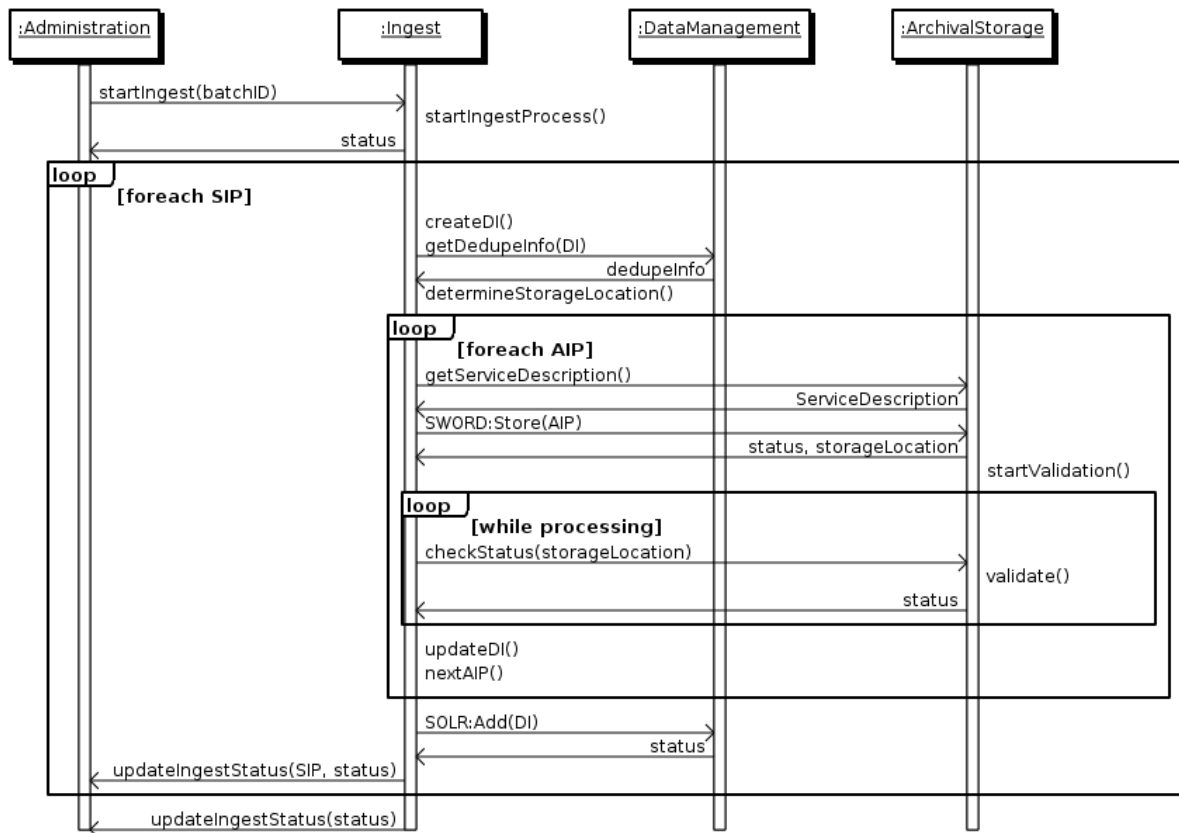 :Administration
:Ingest
:DataManagement
:ArchivalStorage
startIngest(batchID)
startIngestProcess()
status
loop
[foreach SIP]
createDI()
getDedupeInfo(DI)
dedupeInfo
determineStorageLocation()
loop
[foreach AIP]
getServiceDescription()
ServiceDescription
SWORD:Store(AIP)
status, storageLocation
startValidation()
loop
[while processing]
checkStatus(storageLocation)
validate()
status
updateDI()
nextAIP()
SOLR:Add(DI)
status
updateIngestStatus(SIP, status)
updateIngestStatus(status)